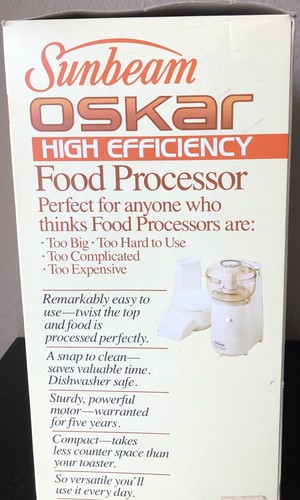 Sunbeam
OSKAR
HIGH EFFICIENCY
Food Processor
Perfect for anyone who
thinks Food Processors are:
· Too Big · Too Hard to Use
· Too Complicated
· Too Expensive
Remarkably easy to
use—twist the top
and food is
processed perfectly.
A snap to clean—
saves valuable time.
Dishwasher safe.
Sturdy, powerful
motor—warranted
for five years.
Compact—takes
less counter space than
your toaster.
So versatile you'll
use it every day.